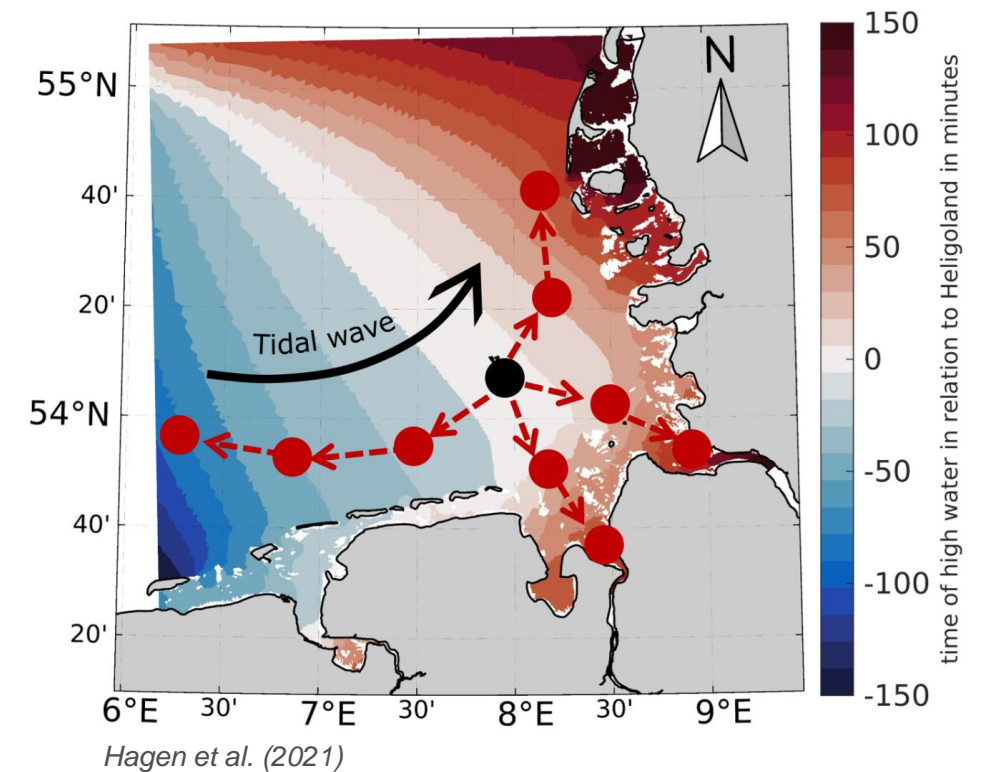 55°N
40'
20'
54°N
40'
20'
6°E 30' 7°E 30' 8°E 30' 9°E
N
Tidal wave
150
100
50
0
-50
-100
-150
time of high water in relation to Heligoland in minutes
Hagen et al. (2021)